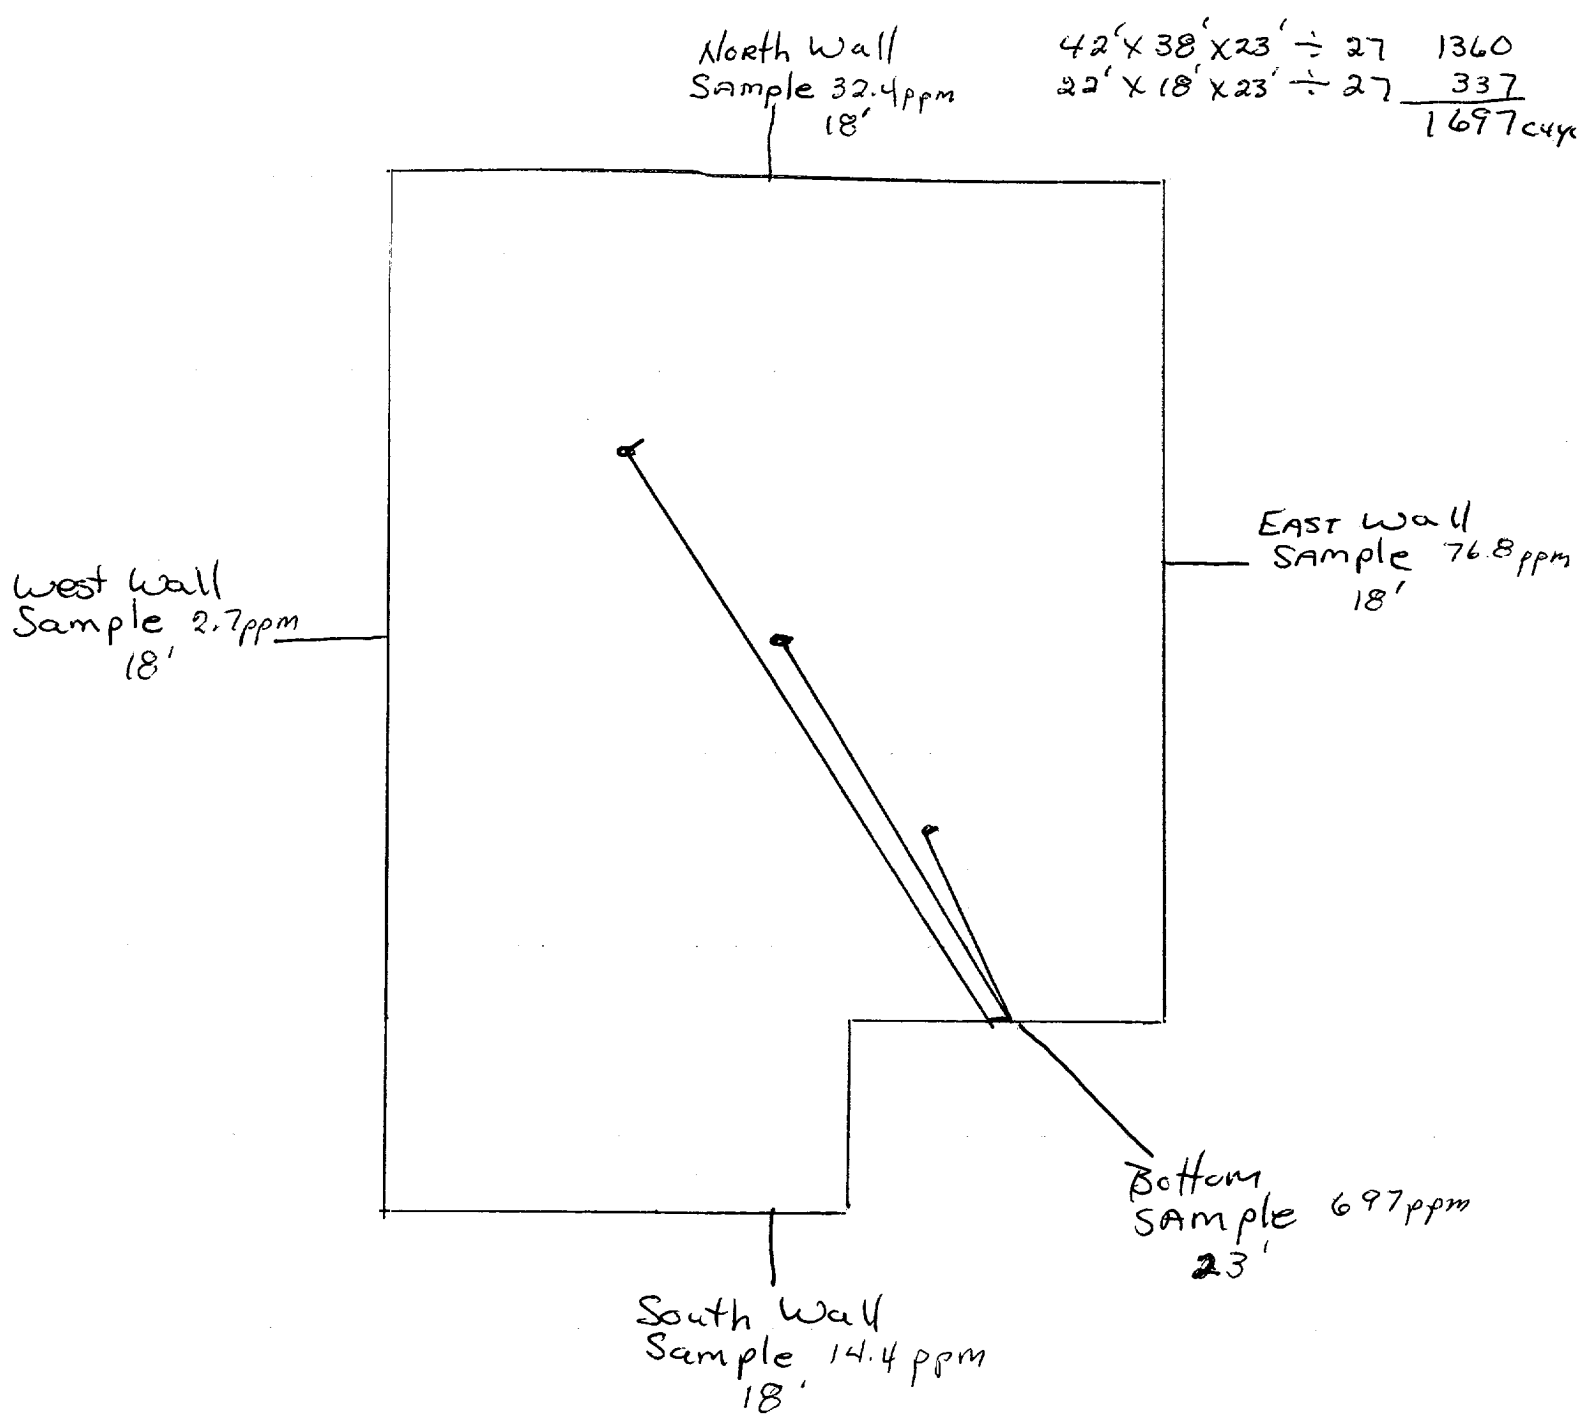 North Wall
Sample 32.4ppm
18'
42' X 38' X 23' ÷ 27 1360
22' X 18' X 23' ÷ 27 337
1697 cuyd
EAST Wall
SAmple 76.8ppm
18'
West Wall
Sample 2.7ppm
18'
Bottom
SAmple 697ppm
23'
South Wall
Sample 14.4 ppm
18'